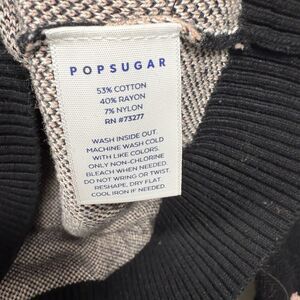 POPSUGAR
53% COTTON
40% RAYON
7% NYLON
RN #73277
WASH INSIDE OUT.
MACHINE WASH COLD
WITH LIKE COLORS.
ONLY NON-CHLORINE
BLEACH WHEN NEEDED.
DO NOT WRING OR TWIST.
RESHAPE, DRY FLAT.
COOL IRON IF NEEDED.